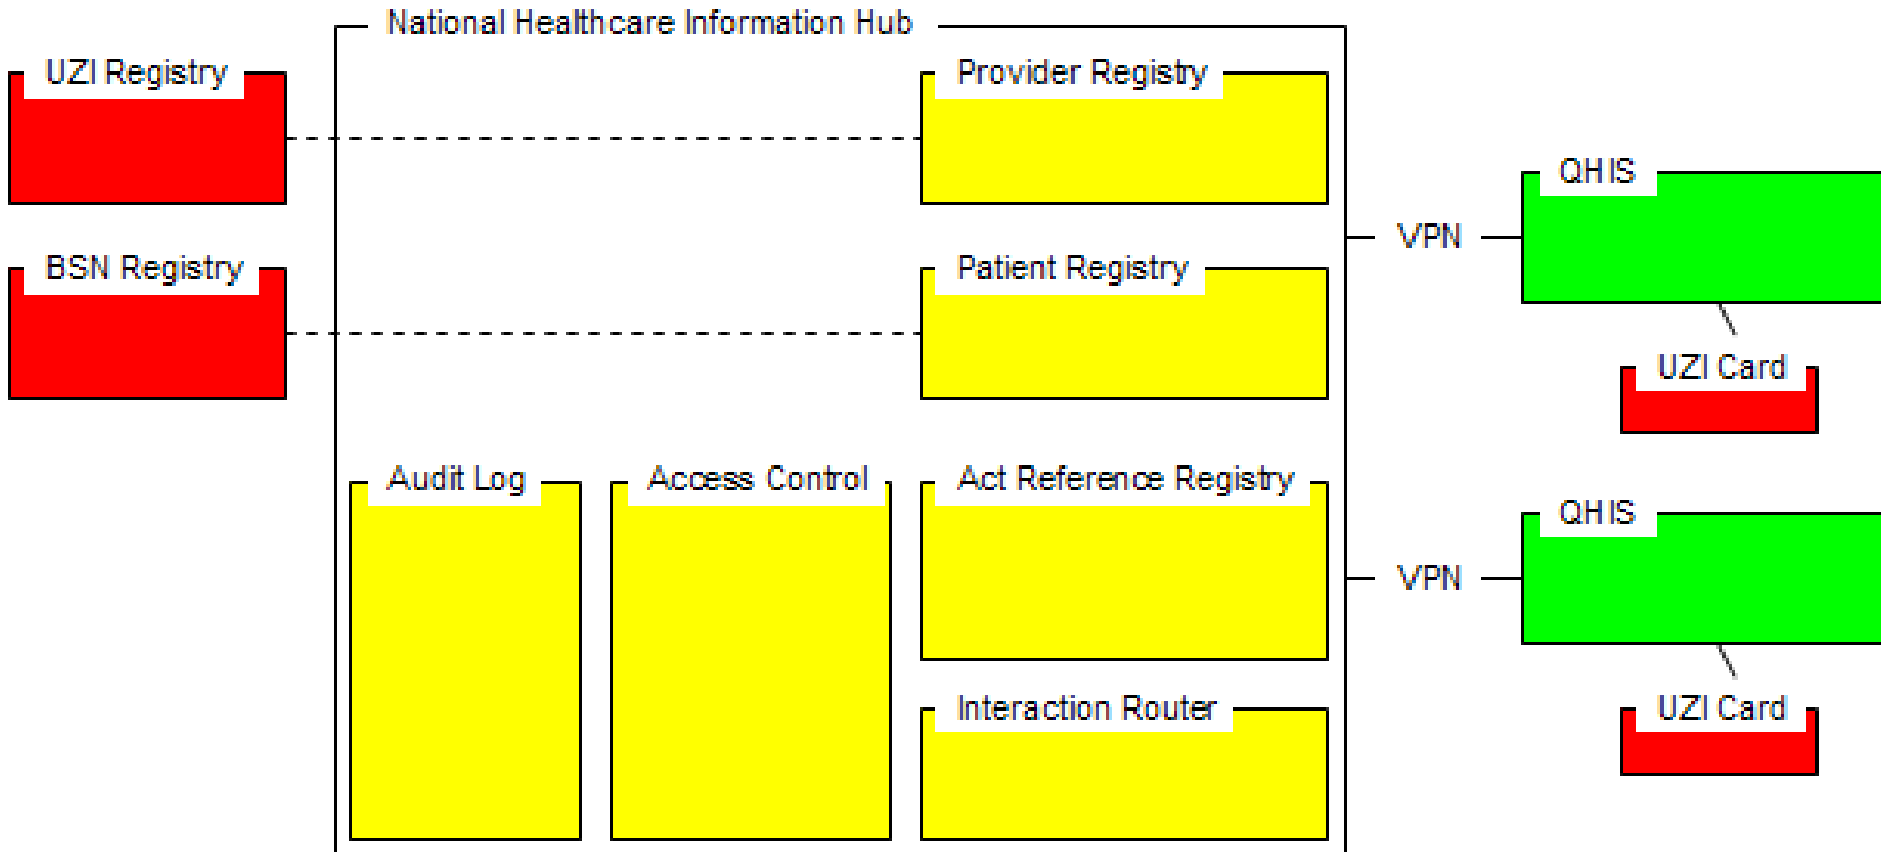 National Healthcare Information Hub
UZI Registry
Provider Registry
QHIS
VPN
BSN Registry
Patient Registry
UZI Card
Audit Log
Access Control
Act Reference Registry
QHIS
VPN
Interaction Router
UZI Card